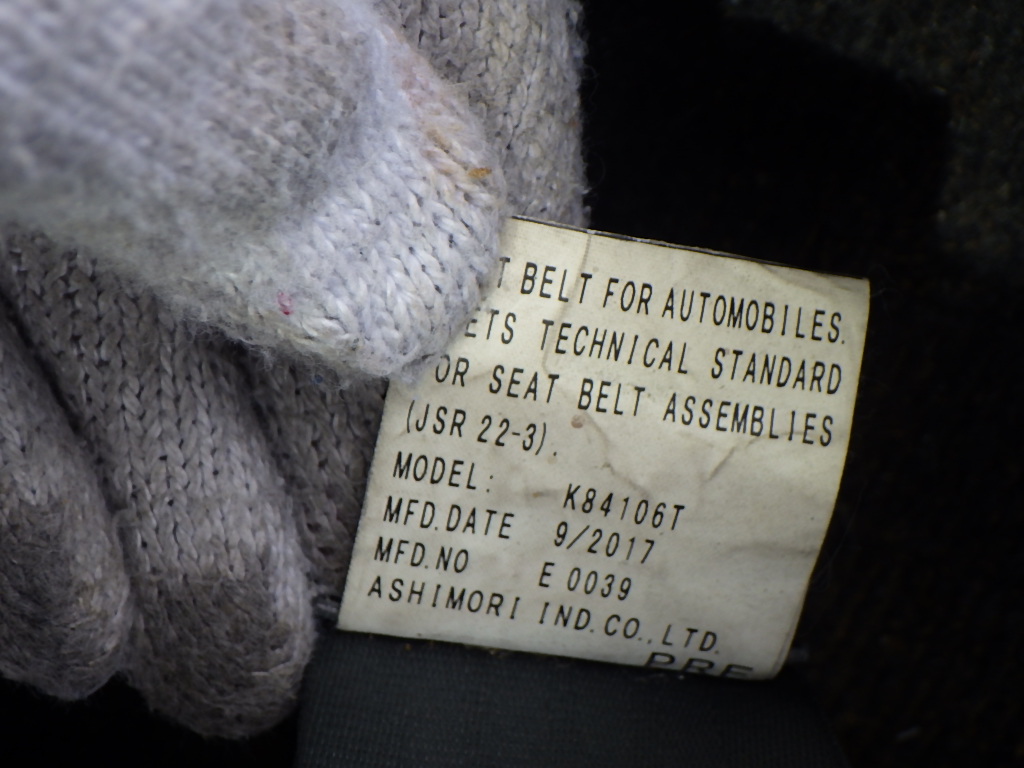 T BELT FOR AUTOMOBILES.
ETS TECHNICAL STANDARD
OR SEAT BELT ASSEMBLIES
(JSR 22-3).
MODEL: K84106T
MFD.DATE 9/2017
MFD.NO E 0039
ASHIMORI IND.CO.,LTD.
PRE